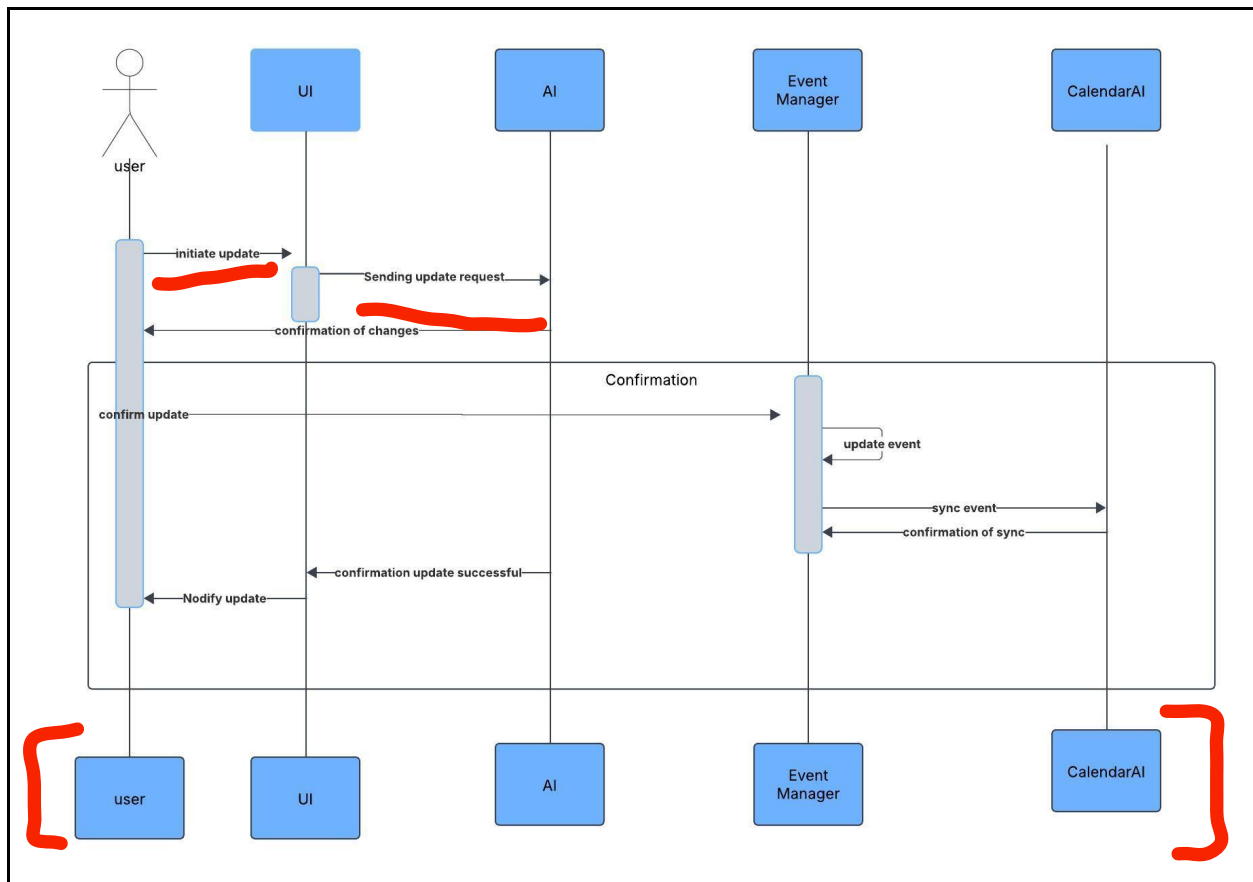 UI
AI
Event
Manager
CalendarAI
user
initiate update
Sending update request
confirmation of changes
Confirmation
confirm update
update event
sync event
confirmation of sync
confirmation update successful
Nodify update
user
UI
AI
Event
Manager
CalendarAI